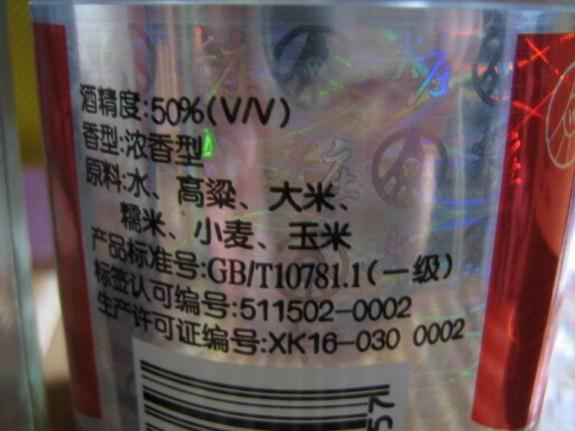 酒精度:50%(V/V)
香型:浓香型
原料:水、高粱、大米、
糯米、小麦、玉米
产品标准号:GB/T10781.1(一级)
标签认可编号:511502-0002
生产许可证编号:XK16-030 0002
57